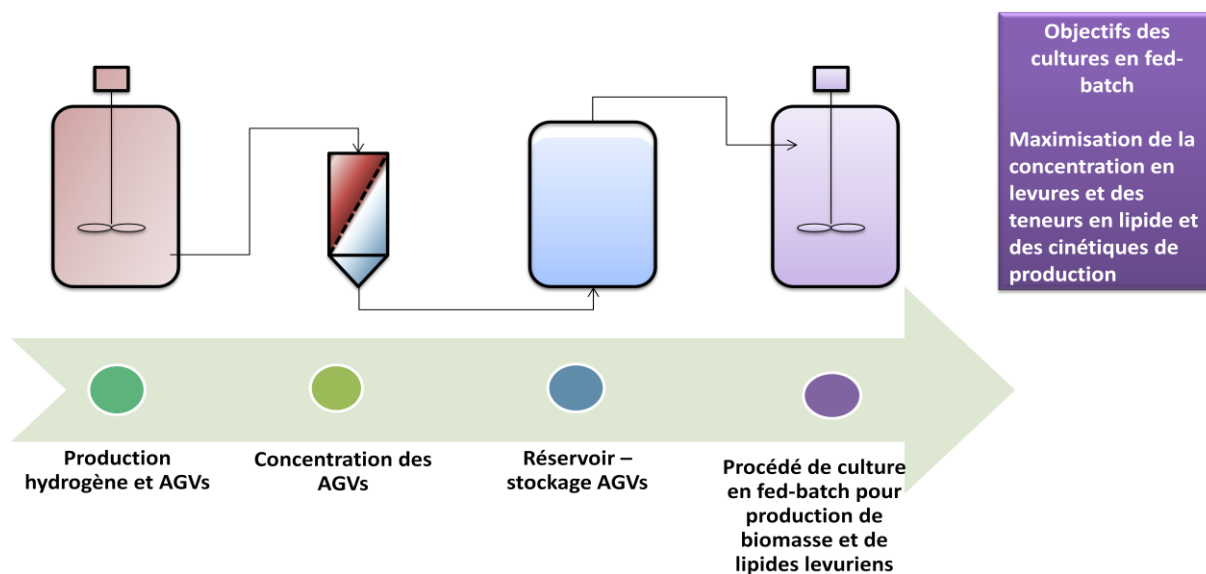 Objectifs des
cultures en fed-
batch
Maximisation de la
concentration en
levures et des
teneurs en lipide et
des cinétiques de
production
Production
hydrogène et AGVs
Concentration des
AGVs
Réservoir –
stockage AGVs
Procédé de culture
en fed-batch pour
production de
biomasse et de
lipides levuriens